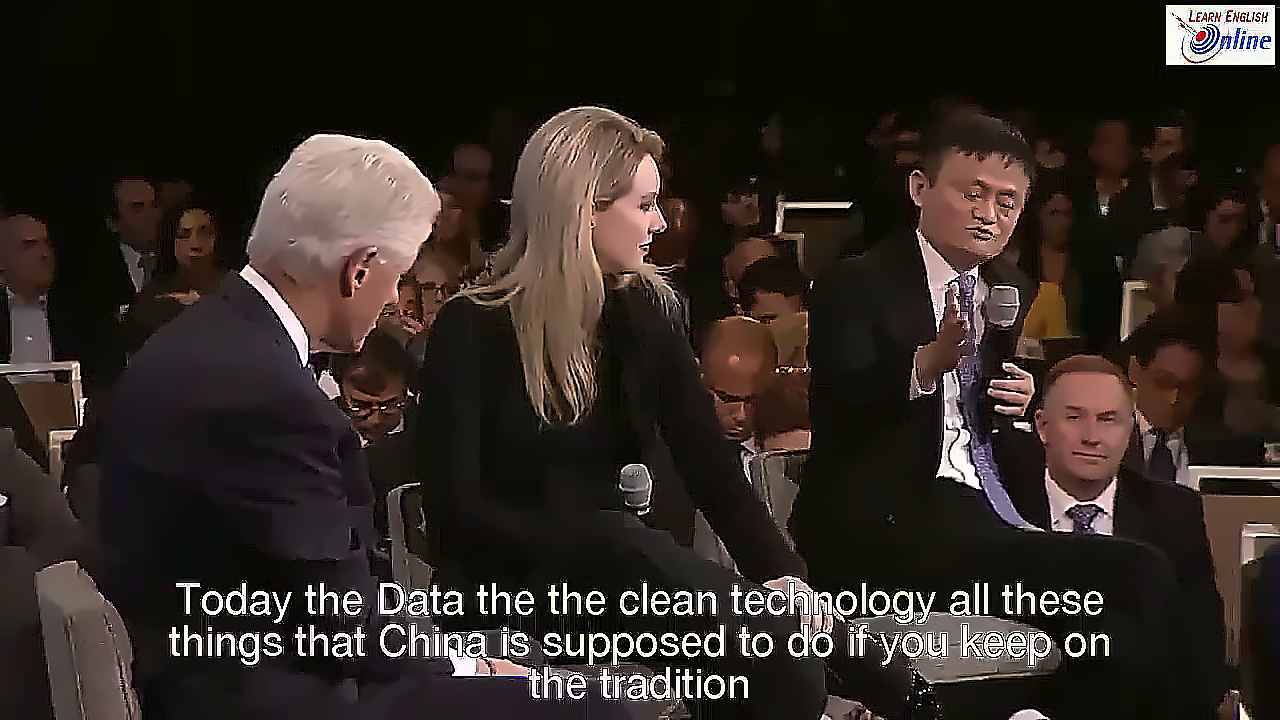 LEARN ENGLISH
Online
Today the Data the the clean technology all these
things that China is supposed to do if you keep on
the tradition